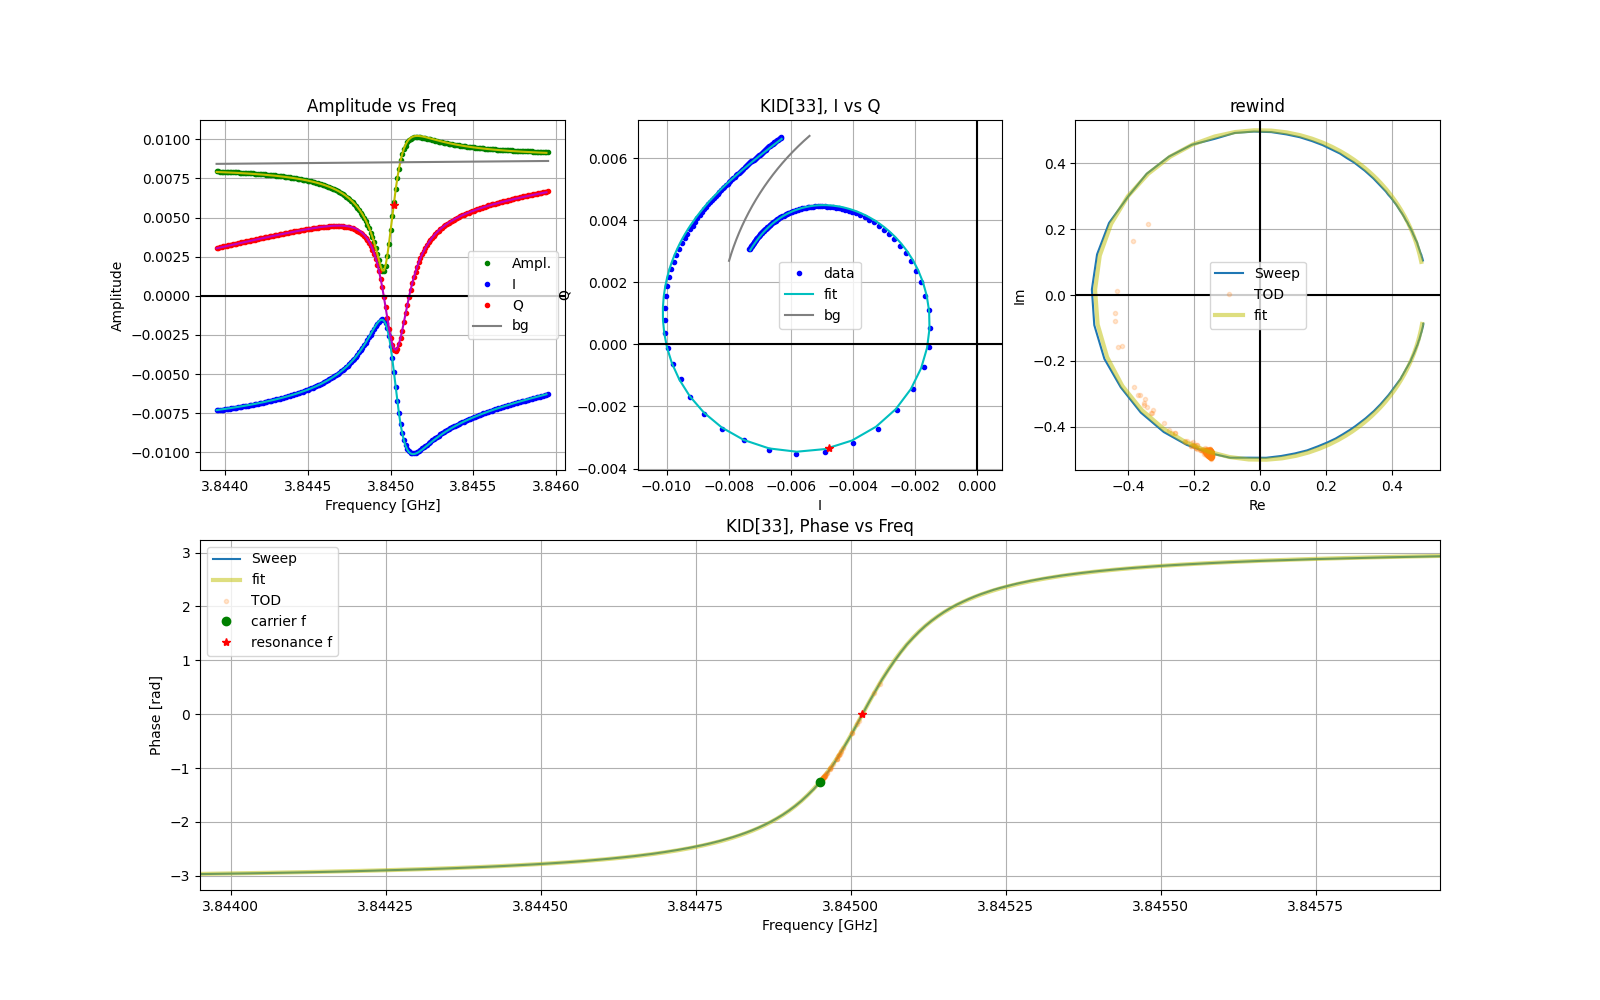 Amplitude vs Freq
Amplitude
0.0100
0.0075
0.0050
0.0025
0.0000
−0.0025
−0.0050
−0.0075
−0.0100
Ampl.
I
Q
bg
3.8440
3.8445
3.8450
3.8455
3.8460
Frequency [GHz]
KID[33], I vs Q
Q
0.006
0.004
0.002
0.000
−0.002
−0.004
data
fit
bg
−0.010
−0.008
−0.006
−0.004
−0.002
0.000
I
rewind
Im
0.4
0.2
0.0
−0.2
−0.4
Sweep
TOD
fit
−0.4
−0.2
0.0
0.2
0.4
Re
KID[33], Phase vs Freq
Phase [rad]
3
2
1
0
−1
−2
−3
Sweep
fit
TOD
carrier f
resonance f
3.84400
3.84425
3.84450
3.84475
3.84500
3.84525
3.84550
3.84575
Frequency [GHz]